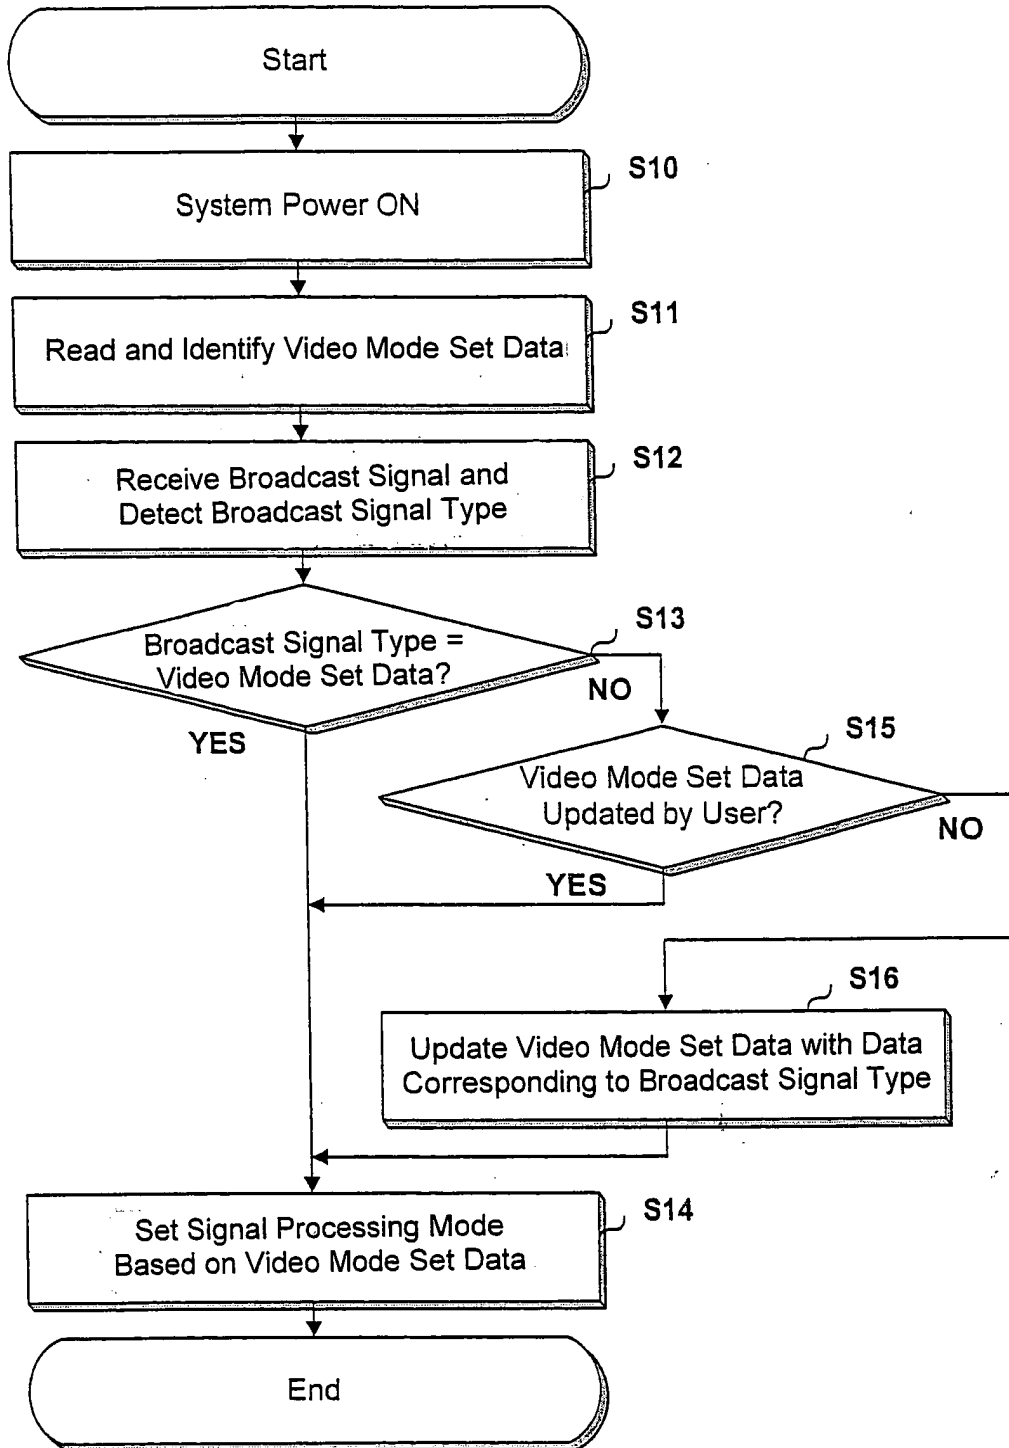 Start
S10
System Power ON
S11
Read and Identify Video Mode Set Data
S12
Receive Broadcast Signal and
Detect Broadcast Signal Type
S13
Broadcast Signal Type =
Video Mode Set Data?
NO
YES
S15
Video Mode Set Data
Updated by User?
NO
YES
S16
Update Video Mode Set Data with Data
Corresponding to Broadcast Signal Type
S14
Set Signal Processing Mode
Based on Video Mode Set Data
End